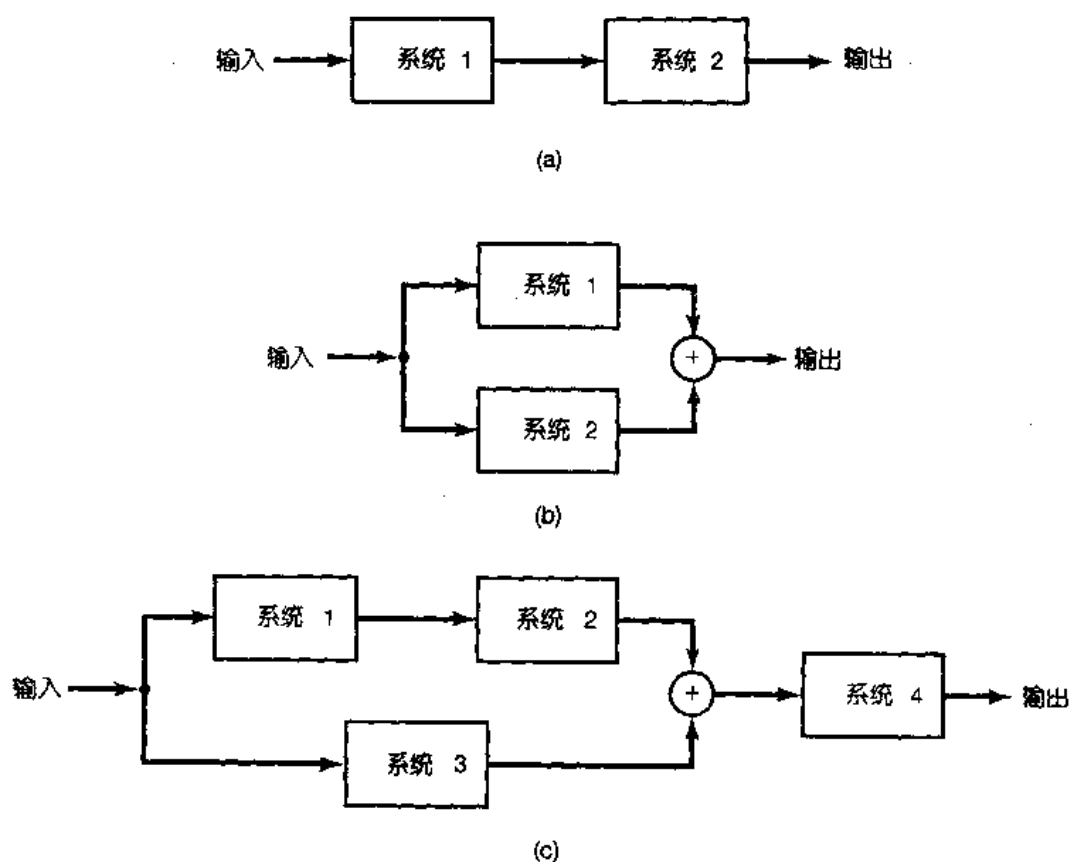 输入 系统 1 系统 2 输出
(a)
系统 1
输入 + 输出
系统 2
(b)
系统 1 系统 2
输入 + 系统 4 输出
系统 3
(c)